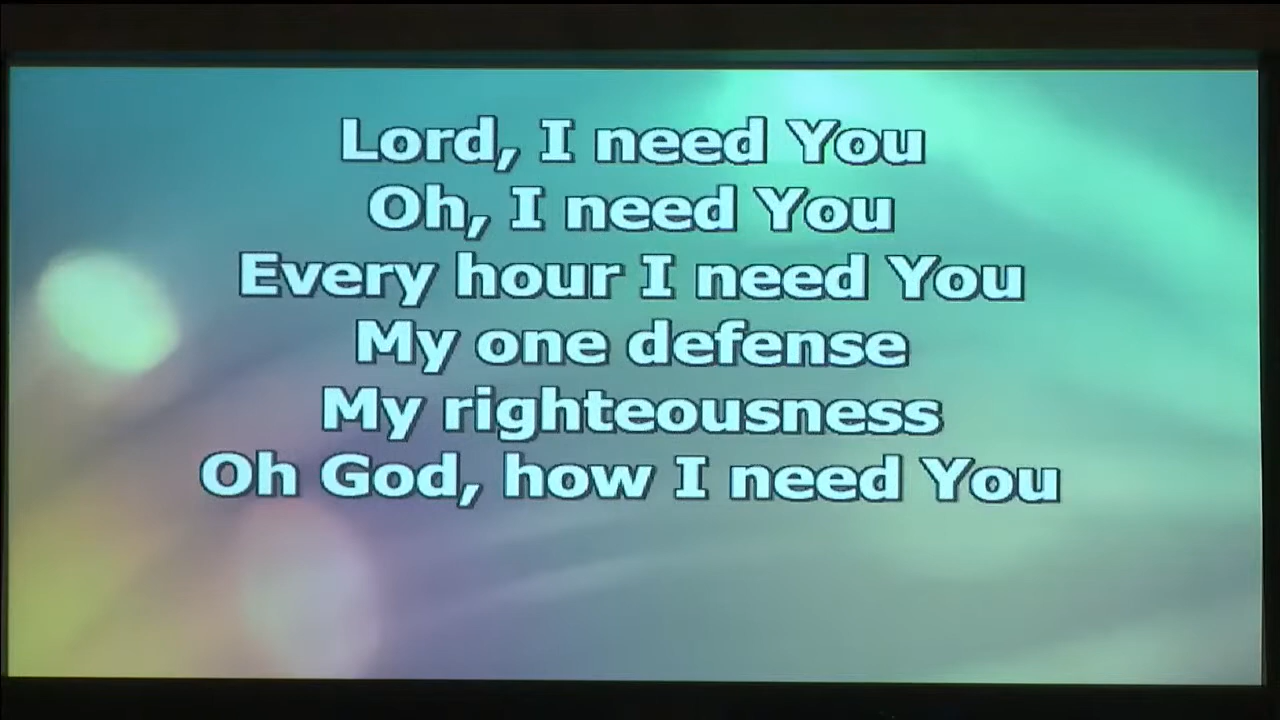 Lord, I need You
Oh, I need You
Every hour I need You
My one defense
My righteousness
Oh God, how I need You